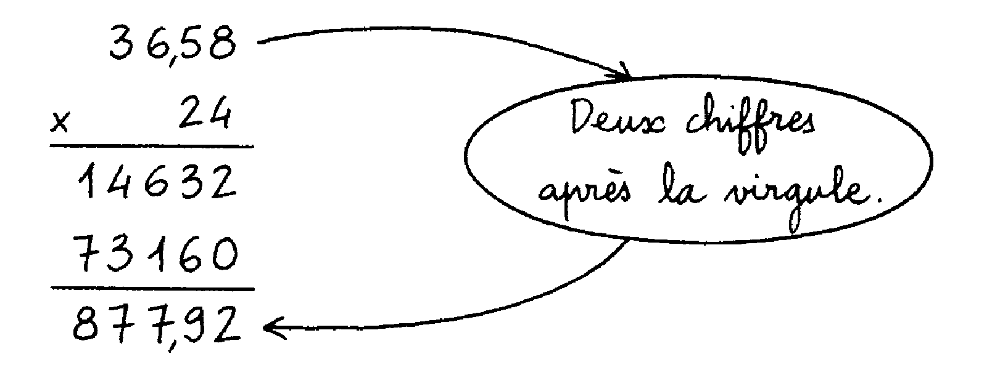 36,58
x 24
14632
73160
877,92
Deux chiffres
après la virgule.